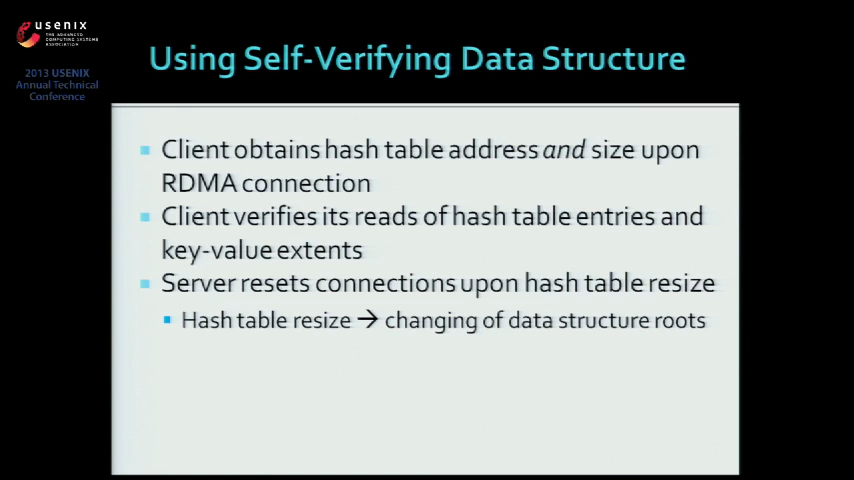 usenix
THE ADVANCED
COMPUTING SYSTEMS
ASSOCIATION
2013 USENIX
Annual Technical
Conference
Using Self-Verifying Data Structure
Client obtains hash table address and size upon
RDMA connection
Client verifies its reads of hash table entries and
key-value extents
Server resets connections upon hash table resize
Hash table resize → changing of data structure roots